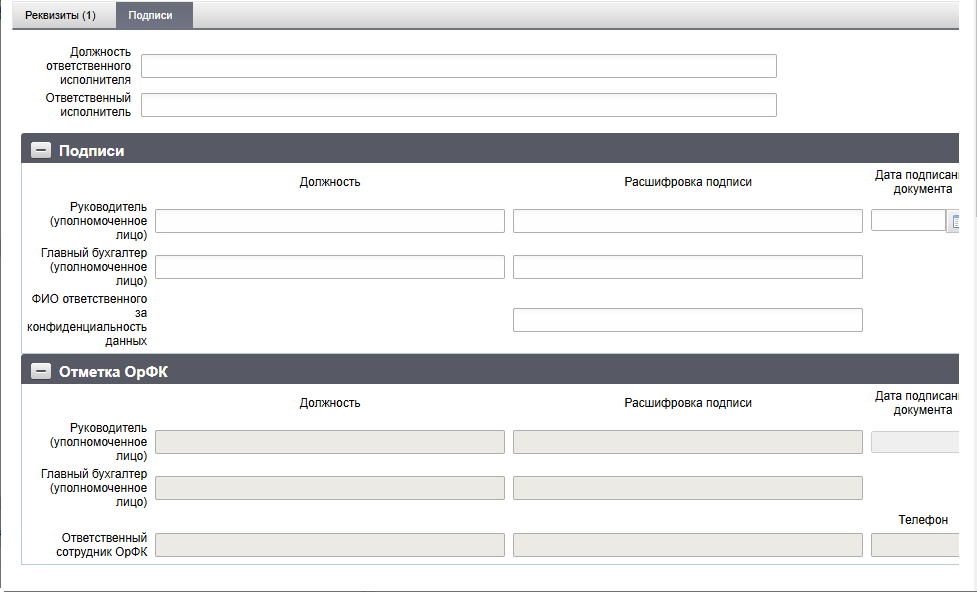 Реквизиты (1) Подписи
Должность
ответственного
исполнителя
Ответственный
исполнитель
Подписи
Должность Расшифровка подписи Дата подписан
документа
Руководитель
(уполномоченное
лицо)
Главный бухгалтер
(уполномоченное
лицо)
ФИО ответственного
за
конфиденциальность
данных
Отметка ОрФК
Должность Расшифровка подписи Дата подписан
документа
Руководитель
(уполномоченное
лицо)
Главный бухгалтер
(уполномоченное
лицо)
Телефон
Ответственный
сотрудник ОрФК